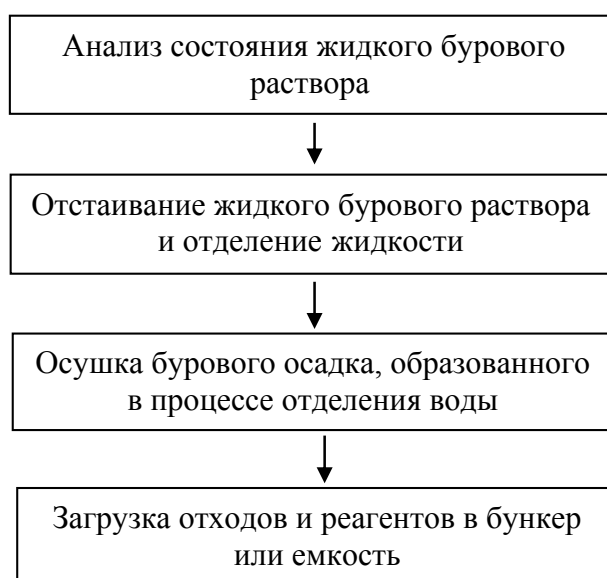 Анализ состояния жидкого бурового
раствора
Отстаивание жидкого бурового раствора
и отделение жидкости
Осушка бурового осадка, образованного
в процессе отделения воды
Загрузка отходов и реагентов в бункер
или емкость